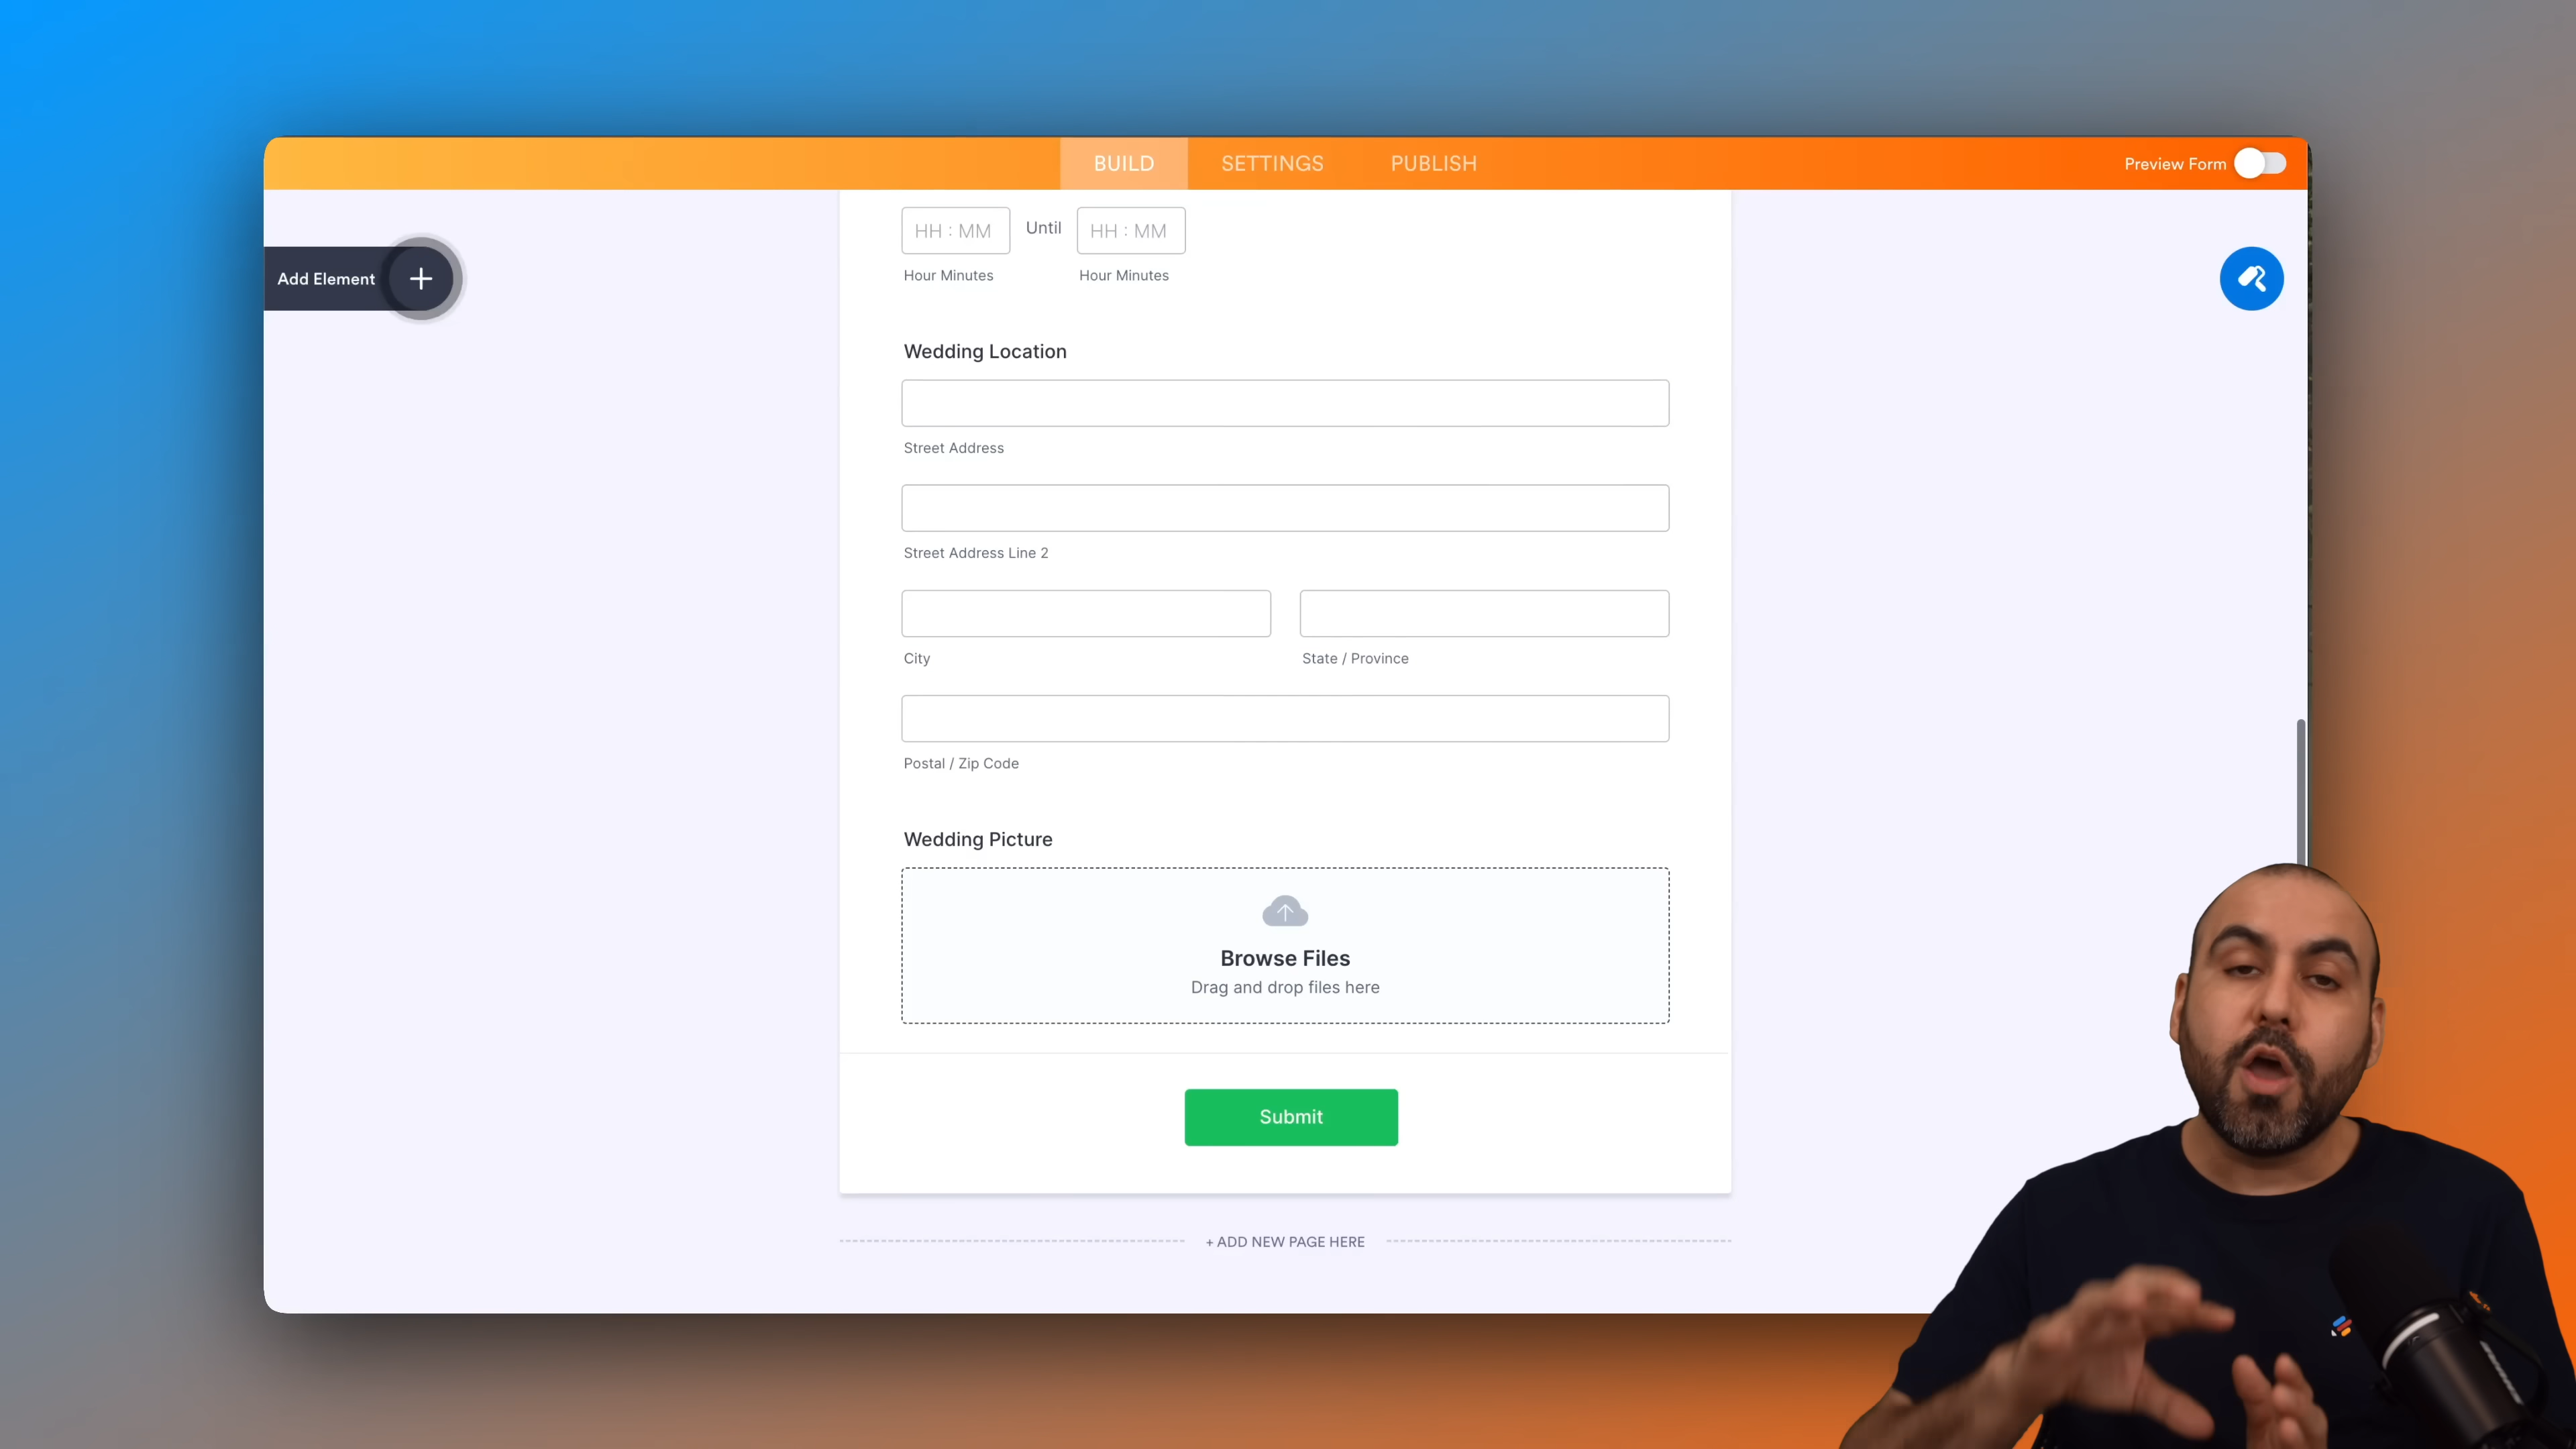 BUILD SETTINGS PUBLISH Preview Form
HH : MM Until HH : MM
Hour Minutes Hour Minutes
Add Element
Wedding Location
Street Address
Street Address Line 2
City State / Province
Postal / Zip Code
Wedding Picture
Browse Files
Drag and drop files here
Submit
+ ADD NEW PAGE HERE